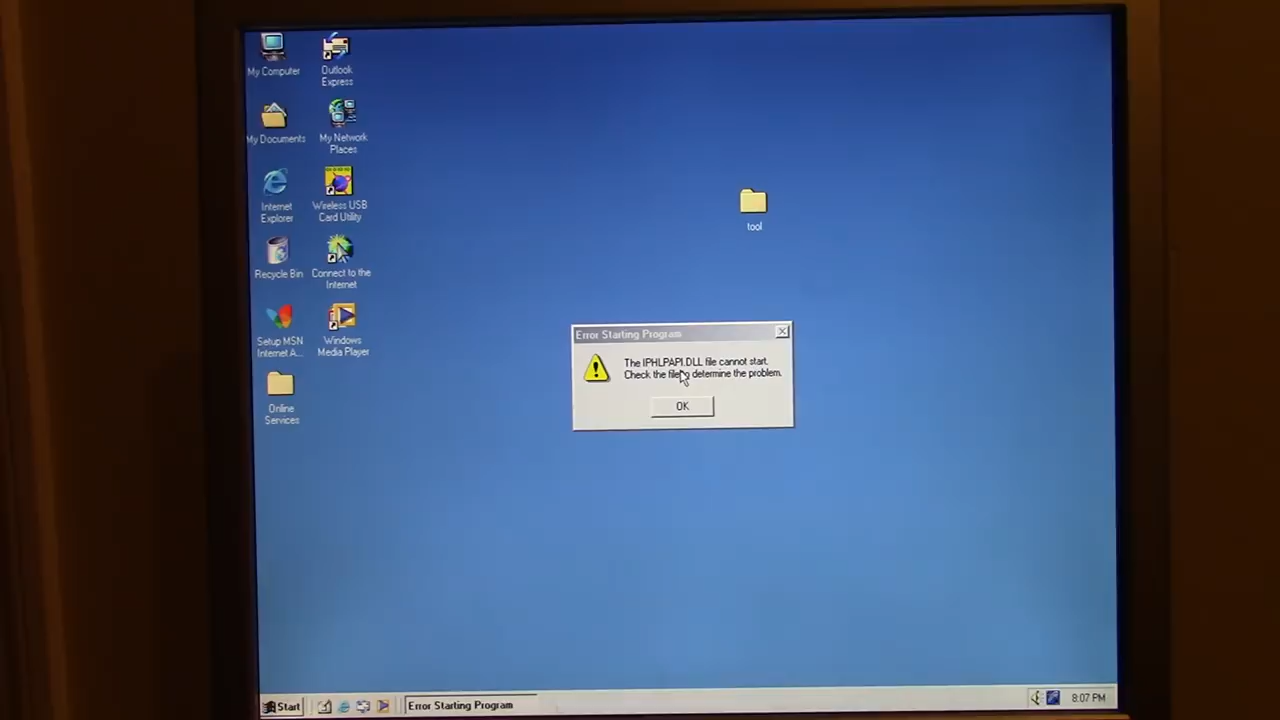 My Computer
Outlook
Express
My Documents
My Network
Places
Internet
Explorer
Wireless USB
Card Utility
Recycle Bin
Connect to the
Internet
Setup MSN
Internet A...
Windows
Media Player
Online
Services
tool
Error Starting Program
The IPHLPAPI.DLL file cannot start.
Check the file to determine the problem.
OK
Start
Error Starting Program
8:07 PM